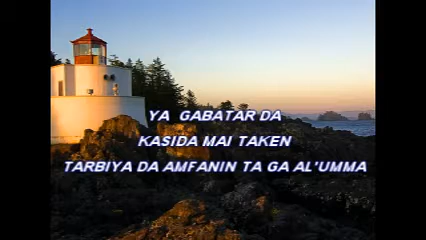 YA GABATAR DA
KASIDA MAI TAKEN
TARBIYA DA AMFANIN TA GA AL'UMMA